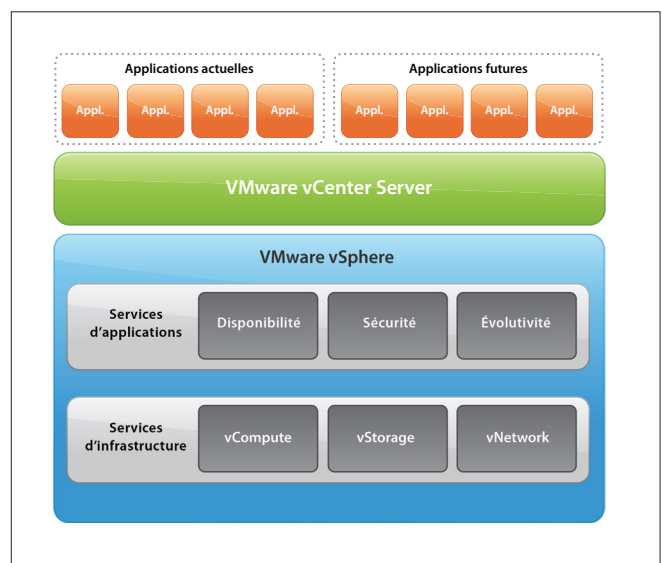 Applications actuelles
Applications futures
Appl. Appl. Appl. Appl.
Appl. Appl. Appl. Appl.
VMware vCenter Server
VMware vSphere
Services
d’applications
Disponibilité
Sécurité
Évolutivité
Services
d’infrastructure
vCompute
vStorage
vNetwork